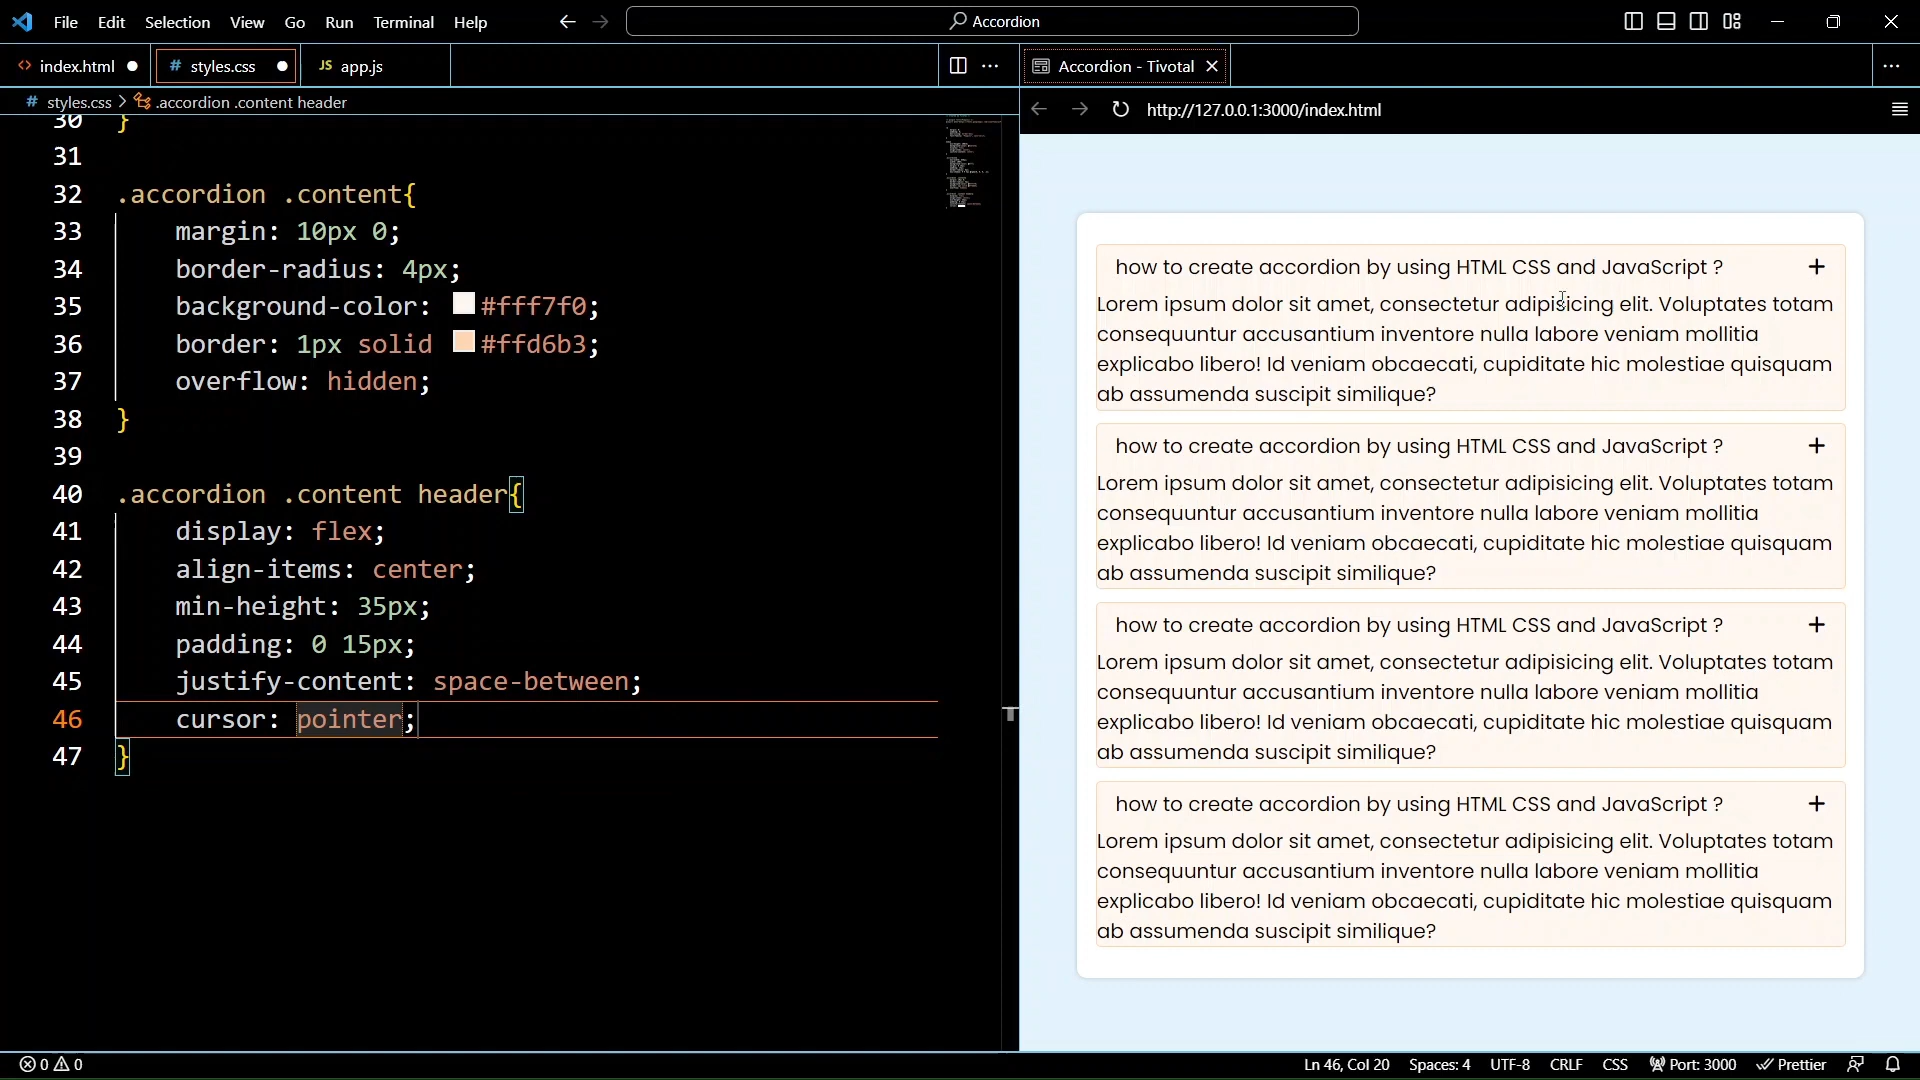 File Edit Selection View Go Run Terminal Help
Accordion
index.html
# styles.css
JS app.js
Accordion - Tivotal
# styles.css > .accordion .content header
http://127.0.0.1:3000/index.html
30 }
31
32 .accordion .content{
33 margin: 10px 0;
34 border-radius: 4px;
35 background-color: #fff7f0;
36 border: 1px solid #ffd6b3;
37 overflow: hidden;
38 }
39
40 .accordion .content header{
41 display: flex;
42 align-items: center;
43 min-height: 35px;
44 padding: 0 15px;
45 justify-content: space-between;
46 cursor: pointer;
47 }
how to create accordion by using HTML CSS and JavaScript ? +
Lorem ipsum dolor sit amet, consectetur adipisicing elit. Voluptates totam
consequuntur accusantium inventore nulla labore veniam mollitia
explicabo libero! Id veniam obcaecati, cupiditate hic molestiae quisquam
ab assumenda suscipit similique?
how to create accordion by using HTML CSS and JavaScript ? +
Lorem ipsum dolor sit amet, consectetur adipisicing elit. Voluptates totam
consequuntur accusantium inventore nulla labore veniam mollitia
explicabo libero! Id veniam obcaecati, cupiditate hic molestiae quisquam
ab assumenda suscipit similique?
how to create accordion by using HTML CSS and JavaScript ? +
Lorem ipsum dolor sit amet, consectetur adipisicing elit. Voluptates totam
consequuntur accusantium inventore nulla labore veniam mollitia
explicabo libero! Id veniam obcaecati, cupiditate hic molestiae quisquam
ab assumenda suscipit similique?
how to create accordion by using HTML CSS and JavaScript ? +
Lorem ipsum dolor sit amet, consectetur adipisicing elit. Voluptates totam
consequuntur accusantium inventore nulla labore veniam mollitia
explicabo libero! Id veniam obcaecati, cupiditate hic molestiae quisquam
ab assumenda suscipit similique?
0 0
Ln 46, Col 20 Spaces: 4 UTF-8 CRLF CSS Port: 3000 Prettier